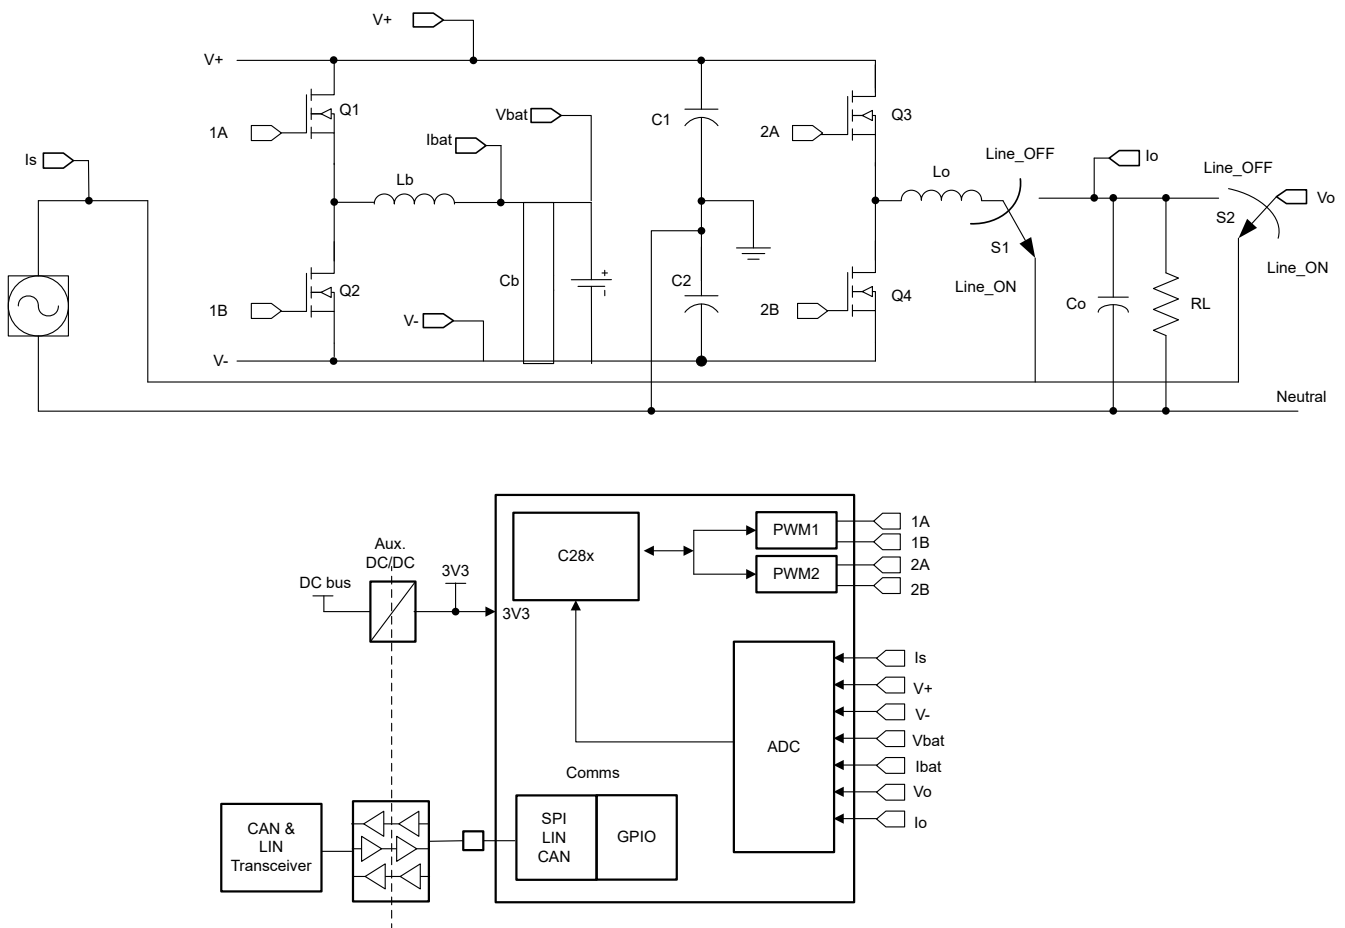 V+
V+
Q1
1A
Is
Vbat
Ibat
Lb
C1
2A
Q3
Line_OFF
Lo
Io
Line_OFF
Vo
S2
S1
Line_ON
Line_ON
Q2
1B
Cb
+
-
C2
V-
2B
Q4
Co
RL
V-
Neutral
Aux.
DC/DC
DC bus
3V3
3V3
C28x
PWM1
PWM2
1A
1B
2A
2B
ADC
Is
V+
V-
Vbat
Ibat
Vo
Io
Comms
SPI
LIN
CAN
GPIO
CAN &
LIN
Transceiver